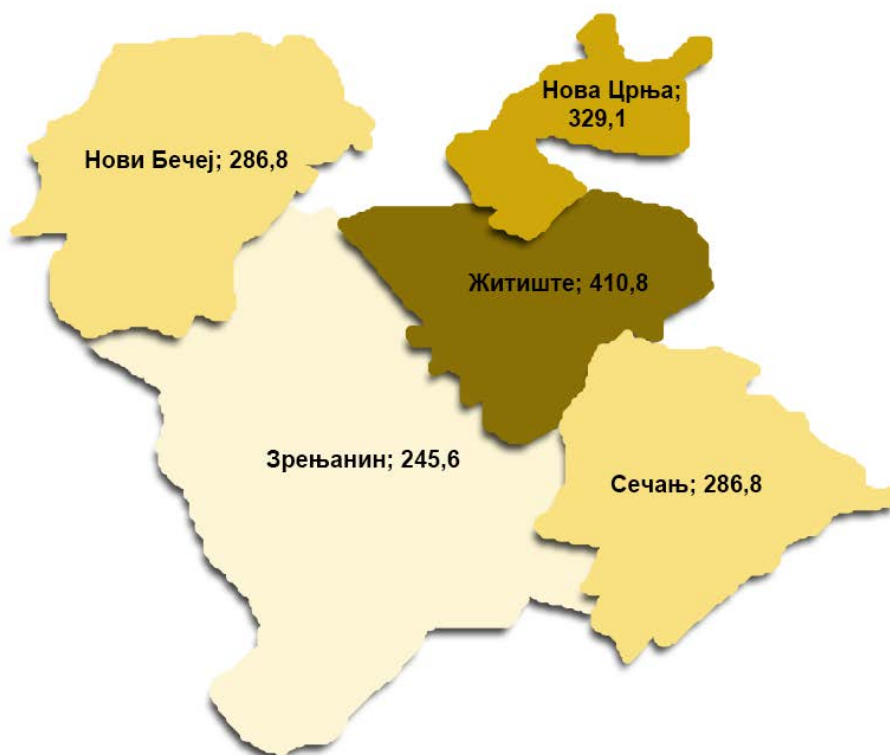 Нова Црња;
329,1
Нови Бечеј; 286,8
Житиште; 410,8
Зрењанин; 245,6
Сечањ; 286,8